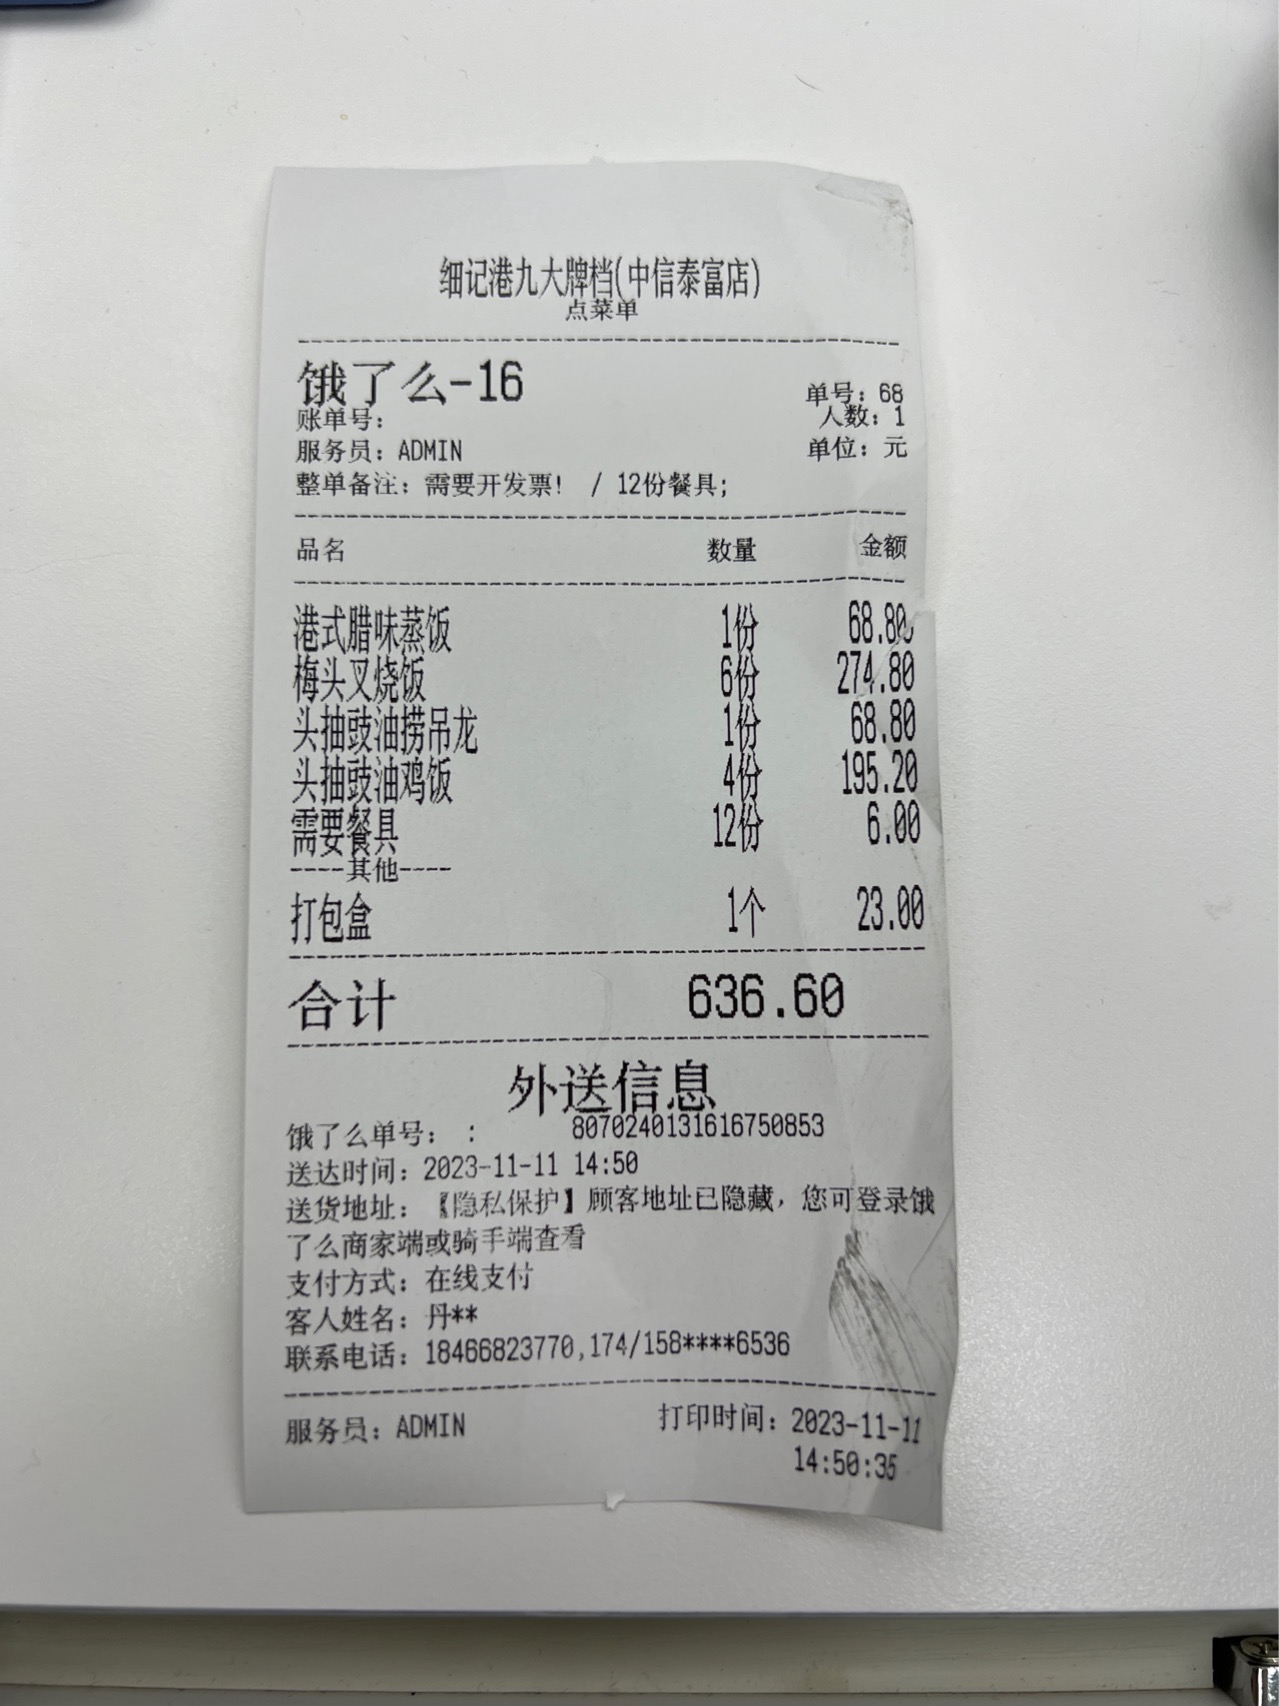 细记港九大牌档(中信泰富店)
点菜单
饿了么-16
单号: 68
账单号:
人数: 1
服务员: ADMIN
单位: 元
整单备注: 需要开发票! / 12份餐具;
品名 数量 金额
港式腊味蒸饭 1份 68.80
梅头叉烧饭 6份 274.80
头抽豉油捞吊龙 1份 68.80
头抽豉油鸡饭 4份 195.20
需要餐具 12份 6.00
----其他----
打包盒 1个 23.00
合计 636.60
外送信息
饿了么单号: : 8070240131616750853
送达时间: 2023-11-11 14:50
送货地址: 【隐私保护】顾客地址已隐藏, 您可登录饿
了么商家端或骑手端查看
支付方式: 在线支付
客人姓名: 丹**
联系电话: 18466823770,174/158****6536
服务员: ADMIN
打印时间: 2023-11-11
14:50:35